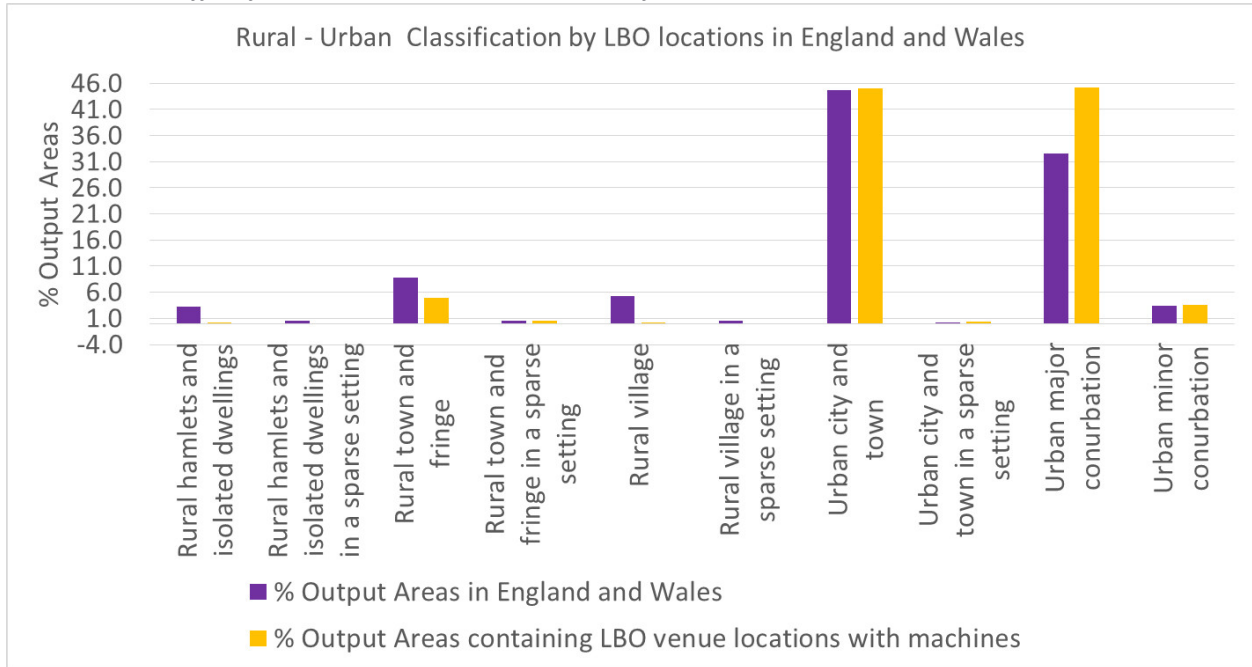 Rural - Urban  Classification by LBO locations in England and Wales
% Output Areas
46.0
41.0
36.0
31.0
26.0
21.0
16.0
11.0
6.0
1.0
-4.0
Rural hamlets and
isolated dwellings
Rural hamlets and
isolated dwellings
in a sparse setting
Rural town and
fringe
Rural town and
fringe in a sparse
setting
Rural village
Rural village in a
sparse setting
Urban city and
town
Urban city and
town in a sparse
setting
Urban major
conurbation
Urban minor
conurbation
% Output Areas in England and Wales
% Output Areas containing LBO venue locations with machines